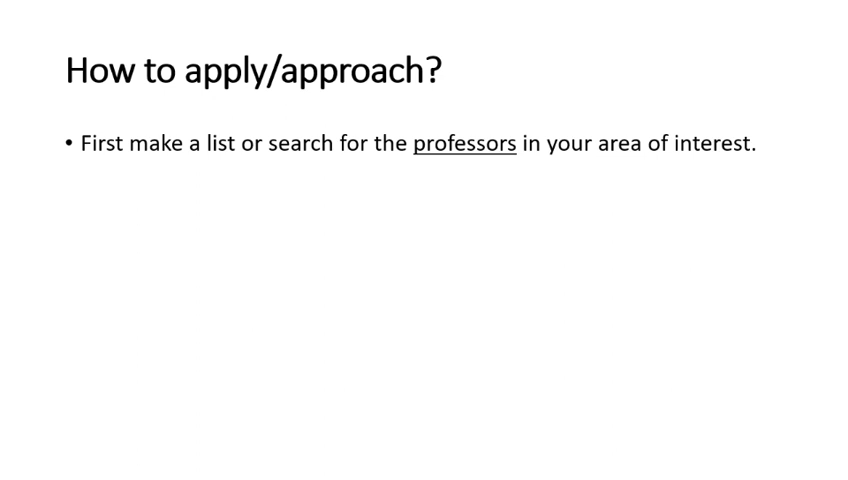 How to apply/approach?
• First make a list or search for the professors in your area of interest.